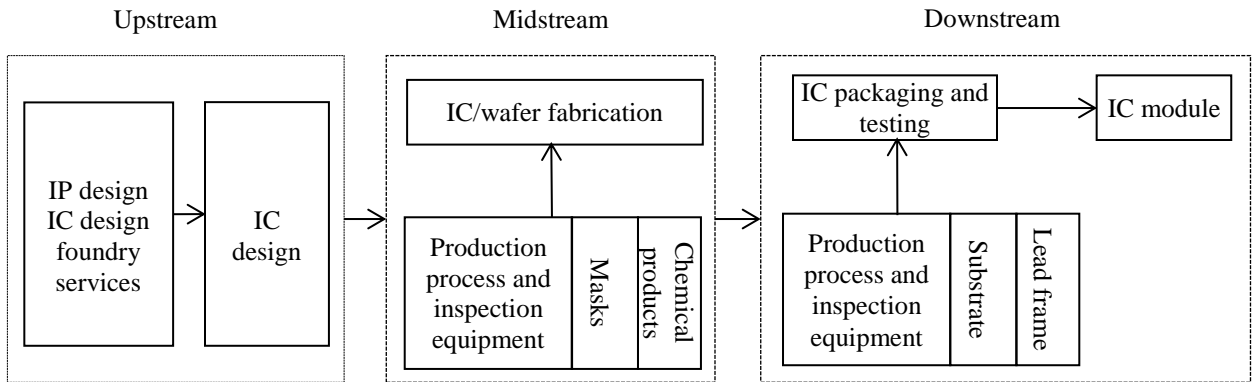 Upstream
Midstream
Downstream
IP design
IC design
foundry
services
IC
design
IC/wafer fabrication
Production
process and
inspection
equipment
Masks
Chemical
products
IC packaging and
testing
IC module
Production
process and
inspection
equipment
Substrate
Lead frame